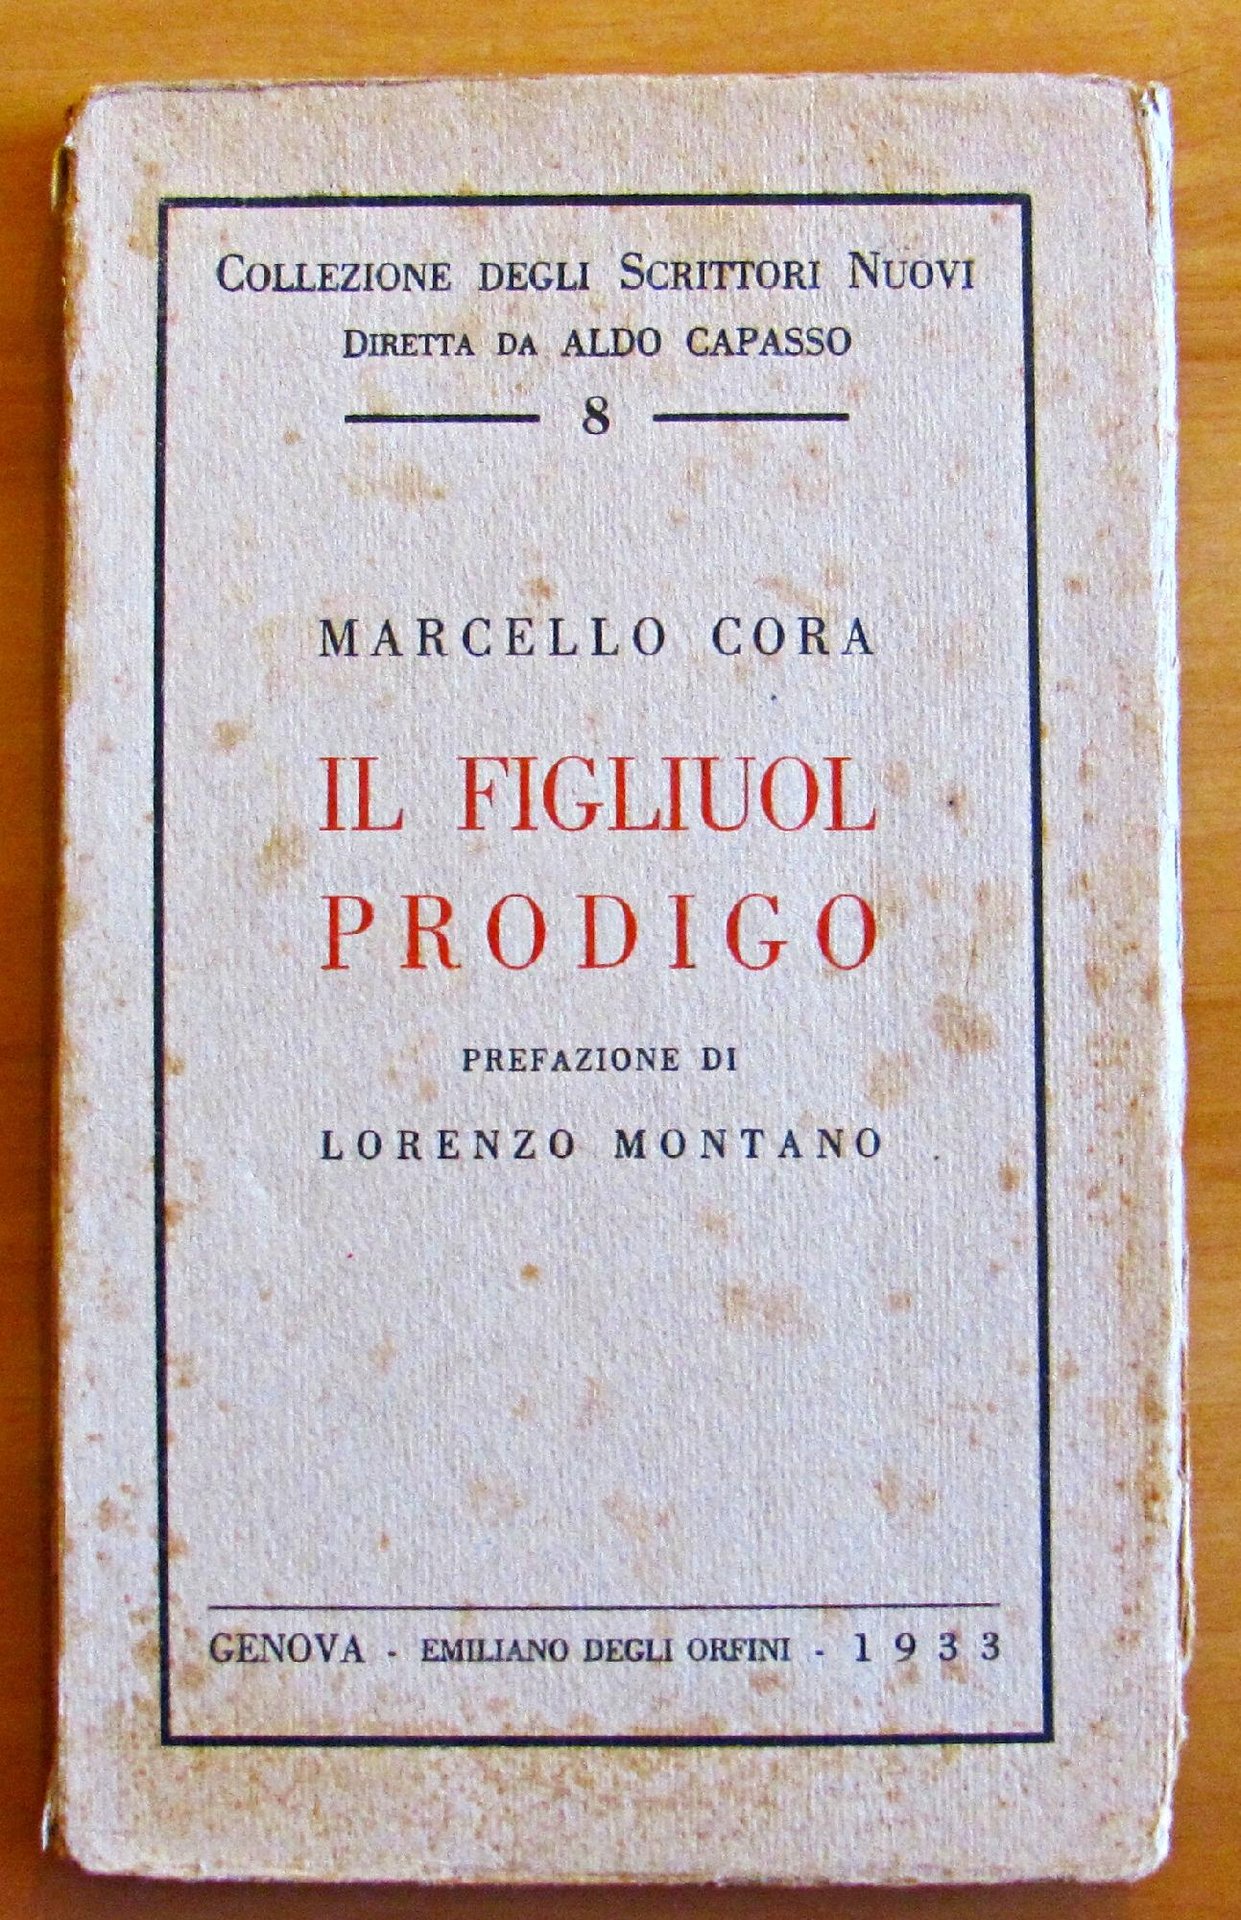 COLLEZIONE DEGLI SCRITTORI NUOVI
DIRETTA DA ALDO CAPASSO
8
MARCELLO CORA
IL FIGLIUOL
PRODIGO
PREFAZIONE DI
LORENZO MONTANO
GENOVA - EMILIANO DEGLI ORFINI - 1933